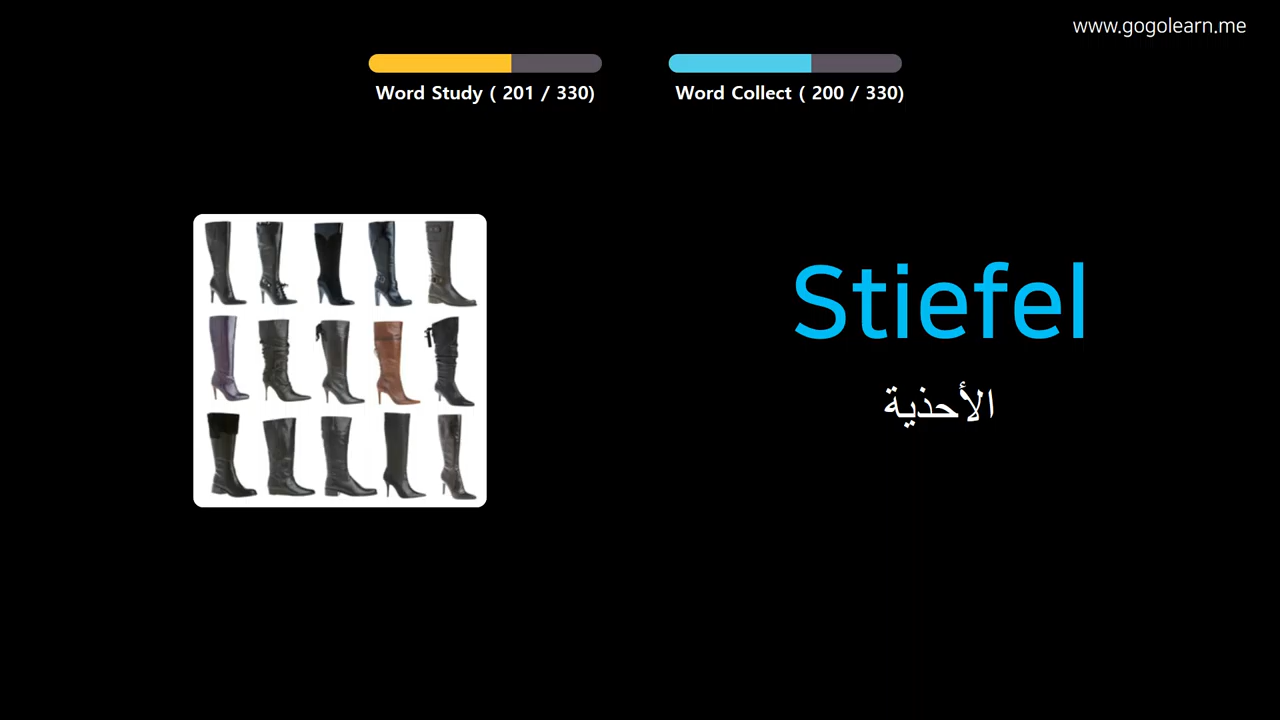 www.gogolearn.me
Word Study ( 201 / 330)
Word Collect ( 200 / 330)
Stiefel
الأحذية